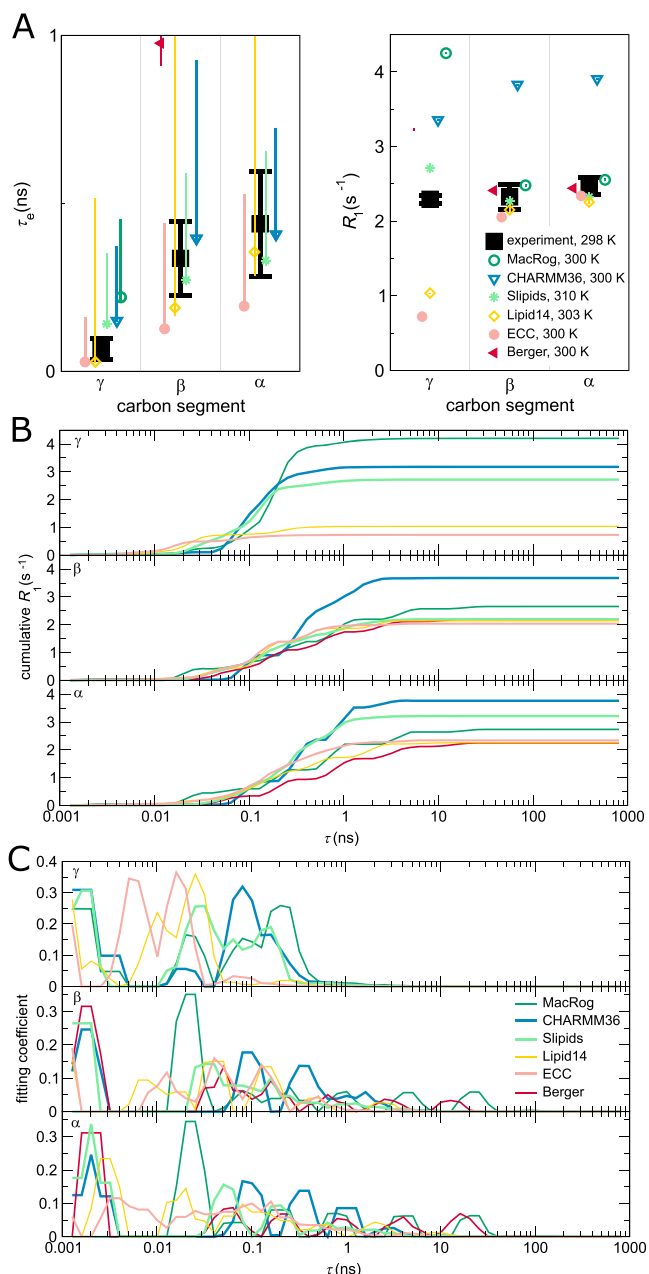 A
1
τe(ns)
0
γ β α
carbon segment
4
3
2
1
0
R1(s-1)
experiment, 298 K
MacRog, 300 K
CHARMM36, 300 K
Slipids, 310 K
Lipid14, 303 K
ECC, 300 K
Berger, 300 K
γ β α
carbon segment
B
γ
4
3
2
1
0
β
4
3
2
1
0
α
4
3
2
1
0
cumulative R1(s-1)
0.001 0.01 0.1 1 10 100 1000
τ(ns)
C
γ
0.4
0.3
0.2
0.1
0
β
0.3
0.2
0.1
0
MacRog
CHARMM36
Slipids
Lipid14
ECC
Berger
α
0.3
0.2
0.1
0
fitting coefficient
0.001 0.01 0.1 1 10 100 1000
τ(ns)